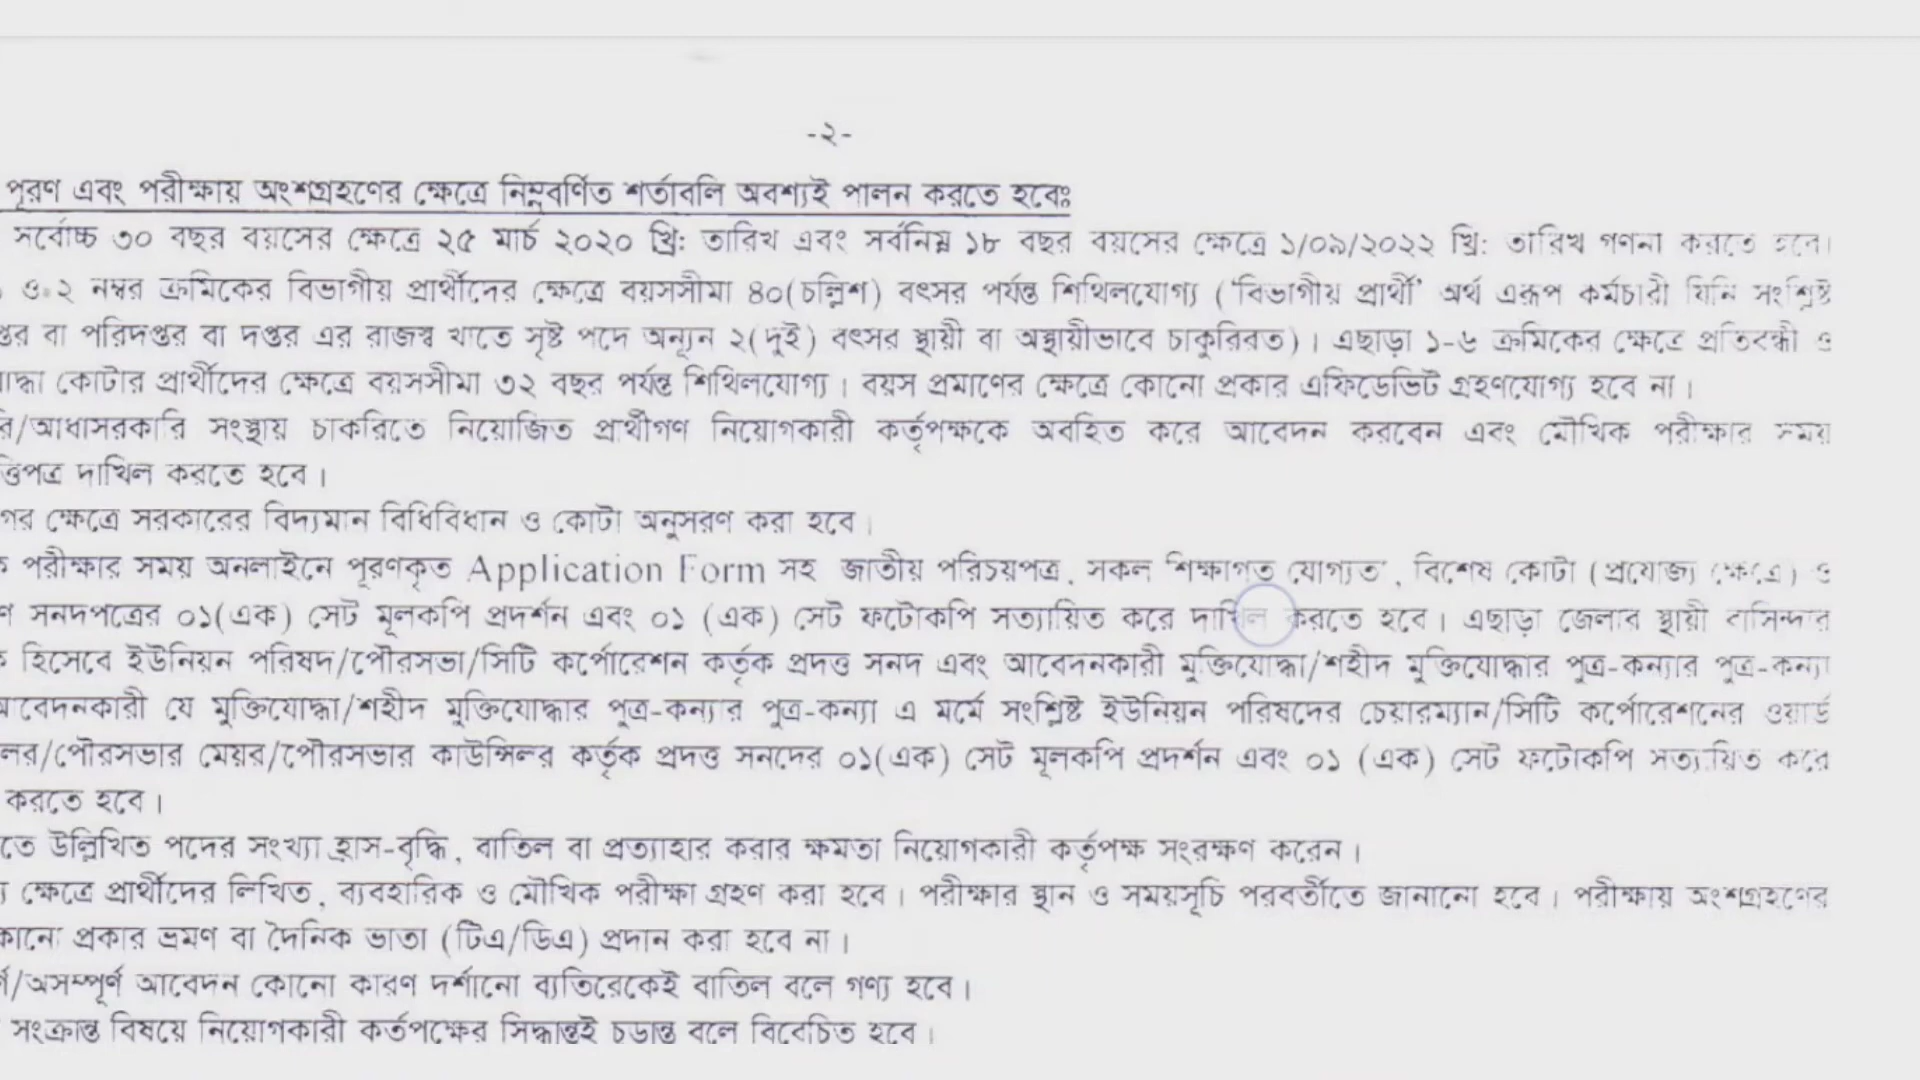 -২-
পূরণ এবং পরীক্ষায় অংশগ্রহণের ক্ষেত্রে নিম্নবর্ণিত শর্তাবলি অবশ্যই পালন করতে হবেঃ
সর্বোচ্চ ৩০ বছর বয়সের ক্ষেত্রে ২৫ মার্চ ২০২০ খ্রি: তারিখ এবং সর্বনিম্ন ১৮ বছর বয়সের ক্ষেত্রে ১/০৯/২০২২ খ্রি: তারিখ গণনা করতে হবে।
ও ২ নম্বর ক্রমিকের বিভাগীয় প্রার্থীদের ক্ষেত্রে বয়সসীমা ৪০(চল্লিশ) বৎসর পর্যন্ত শিথিলযোগ্য (‘বিভাগীয় প্রার্থী’ অর্থ এরূপ কর্মচারী যিনি সংশ্লিষ্ট
প্তর বা পরিদপ্তর বা দপ্তর এর রাজস্ব খাতে সৃষ্ট পদে অন্যূন ২(দুই) বৎসর স্থায়ী বা অস্থায়ীভাবে চাকুরিরত)। এছাড়া ১-৬ ক্রমিকের ক্ষেত্রে প্রতিবন্ধী ও
াদ্ধা কোটার প্রার্থীদের ক্ষেত্রে বয়সসীমা ৩২ বছর পর্যন্ত শিথিলযোগ্য। বয়স প্রমাণের ক্ষেত্রে কোনো প্রকার এফিডেভিট গ্রহণযোগ্য হবে না।
রি/আধাসরকারি সংস্থায় চাকরিতে নিয়োজিত প্রার্থীগণ নিয়োগকারী কর্তৃপক্ষকে অবহিত করে আবেদন করবেন এবং মৌখিক পরীক্ষার সময়
ত্তিপত্র দাখিল করতে হবে।
গের ক্ষেত্রে সরকারের বিদ্যমান বিধিবিধান ও কোটা অনুসরণ করা হবে।
ক পরীক্ষার সময় অনলাইনে পূরণকৃত Application Form সহ জাতীয় পরিচয়পত্র, সকল শিক্ষাগত যোগ্যতা, বিশেষ কোটা (প্রযোজ্য ক্ষেত্রে) ও
ণ সনদপত্রের ০১(এক) সেট মূলকপি প্রদর্শন এবং ০১ (এক) সেট ফটোকপি সত্যায়িত করে দাখিল করতে হবে। এছাড়া জেলার স্থায়ী বাসিন্দার
ক হিসেবে ইউনিয়ন পরিষদ/পৌরসভা/সিটি কর্পোরেশন কর্তৃক প্রদত্ত সনদ এবং আবেদনকারী মুক্তিযোদ্ধা/শহীদ মুক্তিযোদ্ধার পুত্র-কন্যার পুত্র-কন্যা
আবেদনকারী যে মুক্তিযোদ্ধা/শহীদ মুক্তিযোদ্ধার পুত্র-কন্যার পুত্র-কন্যা এ মর্মে সংশ্লিষ্ট ইউনিয়ন পরিষদের চেয়ারম্যান/সিটি কর্পোরেশনের ওয়ার্ড
লর/পৌরসভার মেয়র/পৌরসভার কাউন্সিলর কর্তৃক প্রদত্ত সনদের ০১(এক) সেট মূলকপি প্রদর্শন এবং ০১ (এক) সেট ফটোকপি সত্যায়িত করে
করতে হবে।
তে উল্লিখিত পদের সংখ্যা হ্রাস-বৃদ্ধি, বাতিল বা প্রত্যাহার করার ক্ষমতা নিয়োগকারী কর্তৃপক্ষ সংরক্ষণ করেন।
্য ক্ষেত্রে প্রার্থীদের লিখিত, ব্যবহারিক ও মৌখিক পরীক্ষা গ্রহণ করা হবে। পরীক্ষার স্থান ও সময়সূচি পরবর্তীতে জানানো হবে। পরীক্ষায় অংশগ্রহণের
কোনো প্রকার ভ্রমণ বা দৈনিক ভাতা (টিএ/ডিএ) প্রদান করা হবে না।
র্ণ/অসম্পূর্ণ আবেদন কোনো কারণ দর্শানো ব্যতিরেকেই বাতিল বলে গণ্য হবে।
সংক্রান্ত বিষয়ে নিয়োগকারী কর্তৃপক্ষের সিদ্ধান্তই চূড়ান্ত বলে বিবেচিত হবে।